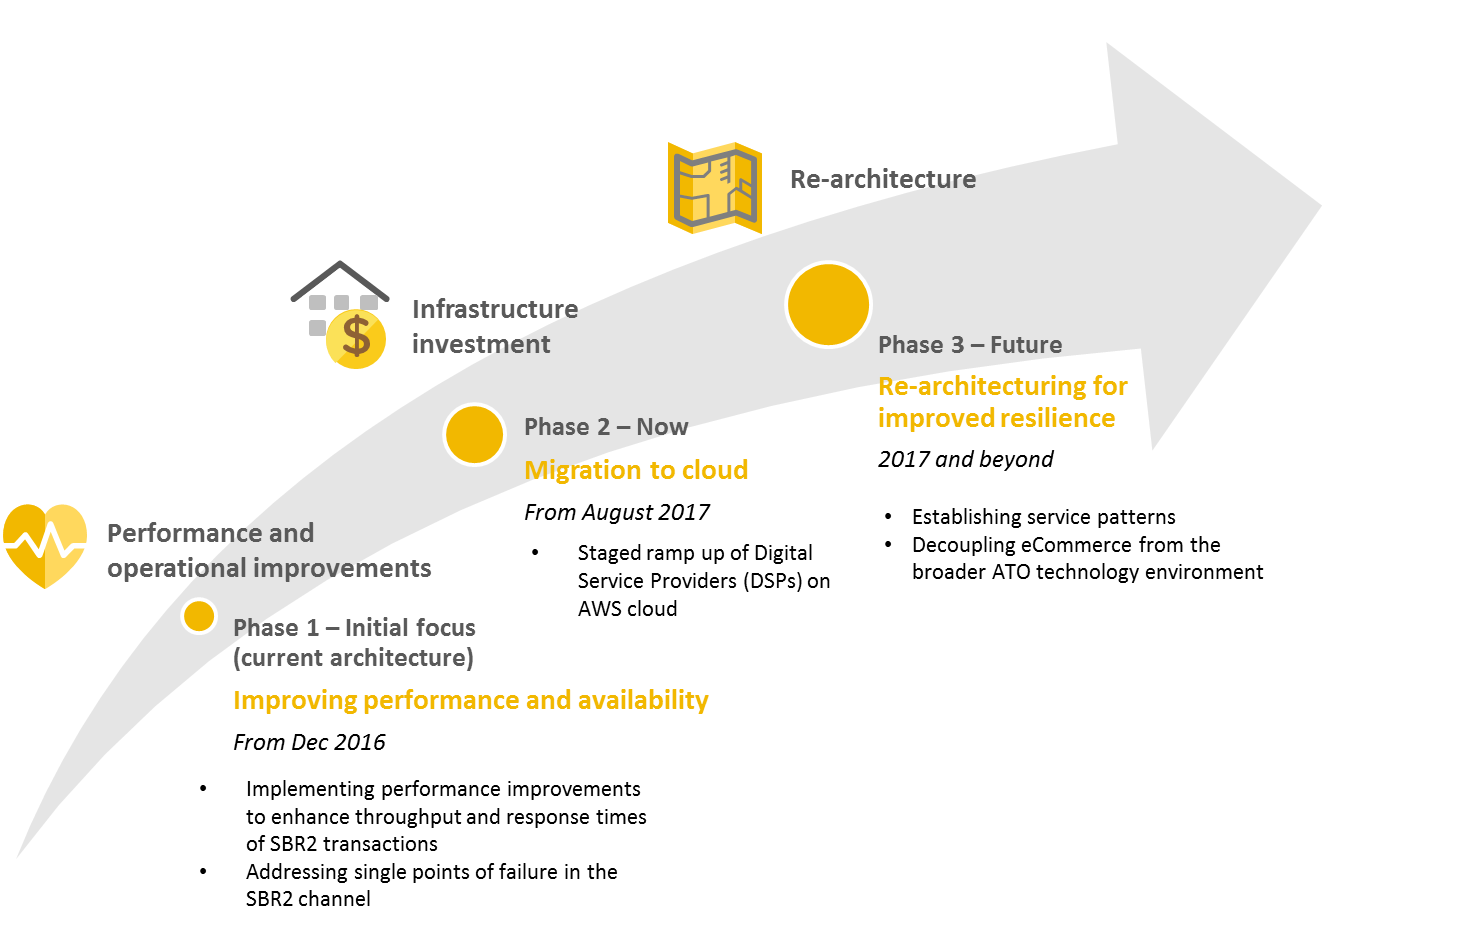 Re-architecture
Infrastructure
investment
Phase 3 – Future
Re-architecturing for
improved resilience
2017 and beyond
• Establishing service patterns
• Decoupling eCommerce from the
broader ATO technology environment
Phase 2 – Now
Migration to cloud
From August 2017
• Staged ramp up of Digital
Service Providers (DSPs) on
AWS cloud
Performance and
operational improvements
Phase 1 – Initial focus
(current architecture)
Improving performance and availability
From Dec 2016
• Implementing performance improvements
to enhance throughput and response times
of SBR2 transactions
• Addressing single points of failure in the
SBR2 channel
$